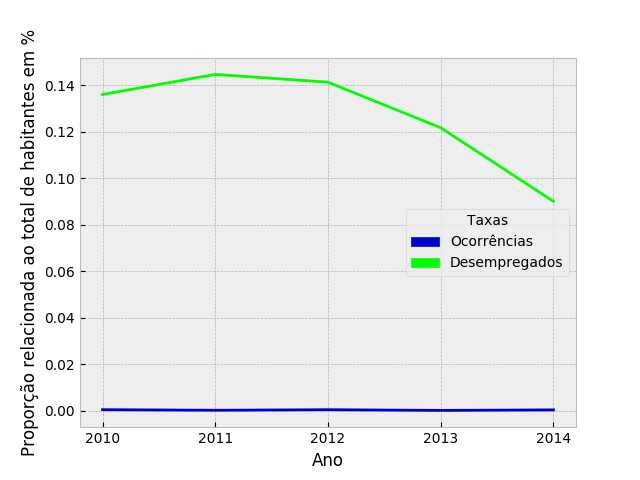 Proporção relacionada ao total de habitantes em %
0.14
0.12
0.10
0.08
0.06
0.04
0.02
0.00
Taxas
Ocorrências
Desempregados
2010 2011 2012 2013 2014
Ano